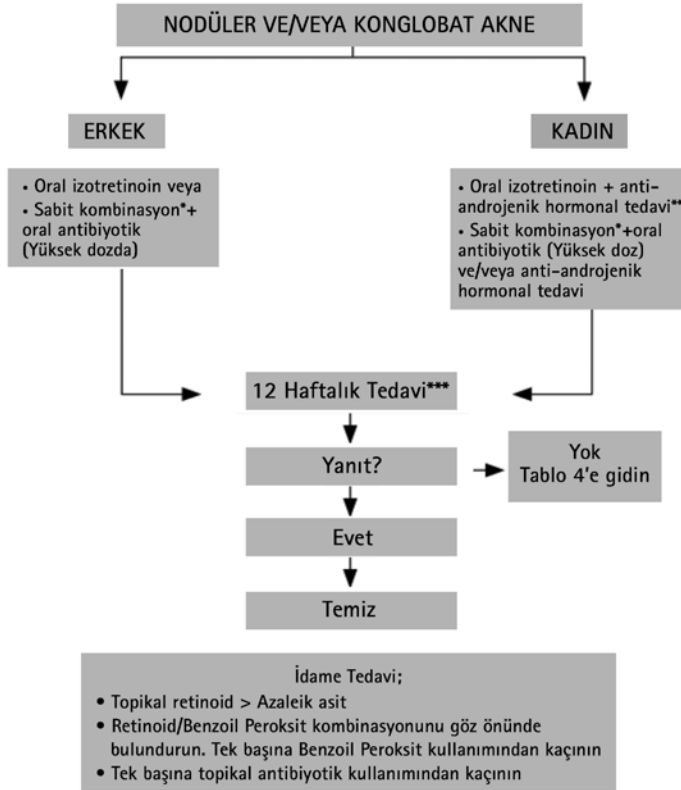 NODÜLER VE/VEYA KONGLOBAT AKNE
ERKEK
• Oral izotretinoin veya
• Sabit kombinasyon*+
oral antibiyotik
(Yüksek dozda)
KADIN
• Oral izotretinoin + anti-
androjenik hormonal tedavi**
• Sabit kombinasyon*+oral
antibiyotik (Yüksek doz)
ve/veya anti-androjenik
hormonal tedavi
12 Haftalık Tedavi***
Yanıt?
Yok
Tablo 4'e gidin
Evet
Temiz
İdame Tedavi;
• Topikal retinoid > Azaleik asit
• Retinoid/Benzoil Peroksit kombinasyonunu göz önünde
bulundurun. Tek başına Benzoil Peroksit kullanımından kaçının
• Tek başına topikal antibiyotik kullanımından kaçının